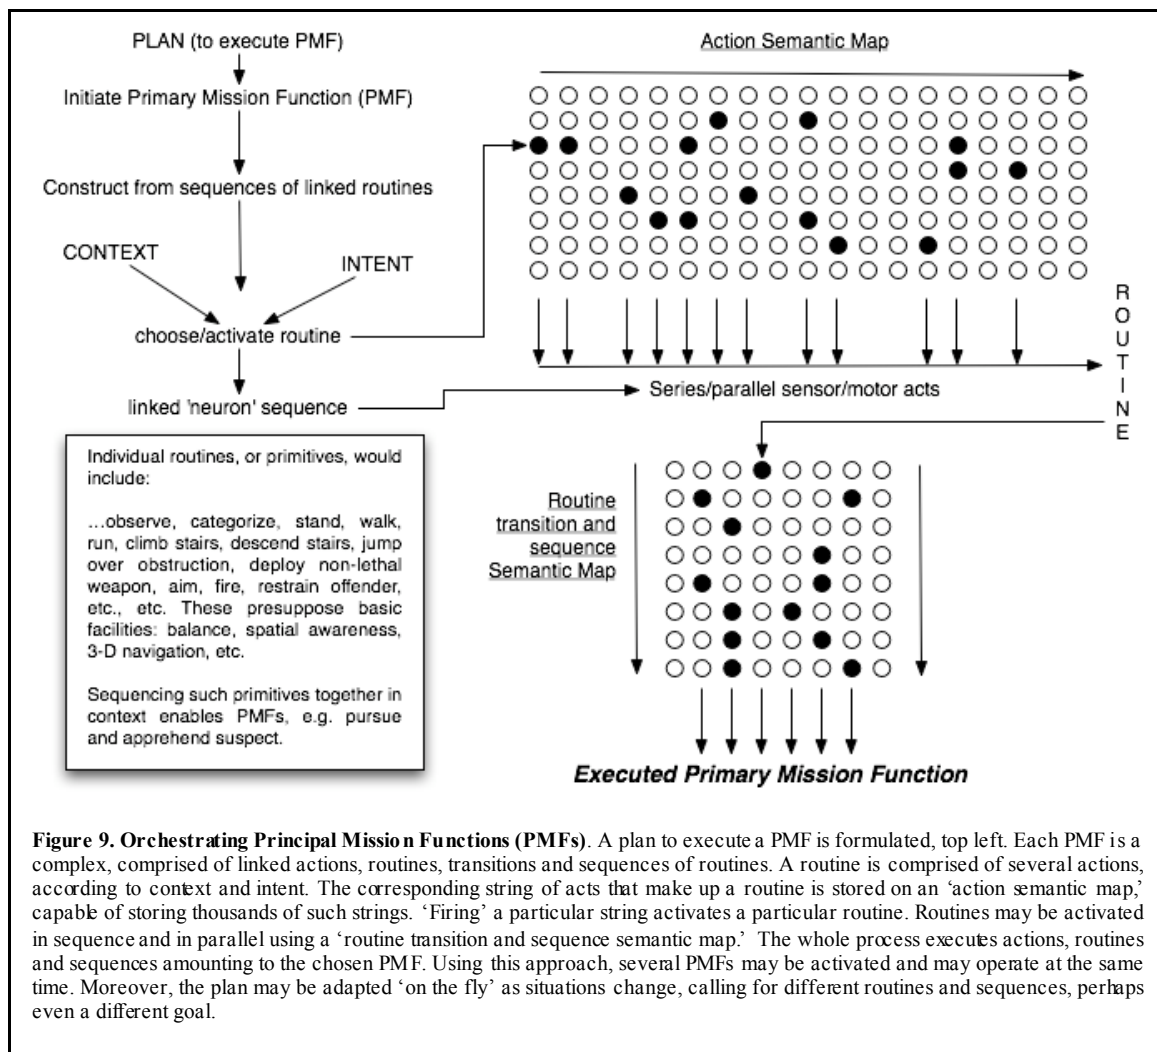 PLAN (to execute PMF)
Initiate Primary Mission Function (PMF)
Construct from sequences of linked routines
CONTEXT
INTENT
choose/activate routine
linked 'neuron' sequence
Individual routines, or primitives, would
include:
…observe, categorize, stand, walk,
run, climb stairs, descend stairs, jump
over obstruction, deploy non-lethal
weapon, aim, fire, restrain offender,
etc., etc. These presuppose basic
facilities: balance, spatial awareness,
3-D navigation, etc.
Sequencing such primitives together in
context enables PMFs, e.g. pursue
and apprehend suspect.
Action Semantic Map
Series/parallel sensor/motor acts
ROUTINE
Routine
transition and
sequence
Semantic Map
Executed Primary Mission Function
Figure 9. Orchestrating Principal Mission Functions (PMFs). A plan to execute a PMF is formulated, top left. Each PMF is a
complex, comprised of linked actions, routines, transitions and sequences of routines. A routine is comprised of several actions,
according to context and intent. The corresponding string of acts that make up a routine is stored on an ‘action semantic map,’
capable of storing thousands of such strings. ‘Firing’ a particular string activates a particular routine. Routines may be activated
in sequence and in parallel using a ‘routine transition and sequence semantic map.’ The whole process executes actions, routines
and sequences amounting to the chosen PMF. Using this approach, several PMFs may be activated and may operate at the same
time. Moreover, the plan may be adapted ‘on the fly’ as situations change, calling for different routines and sequences, perhaps
even a different goal.